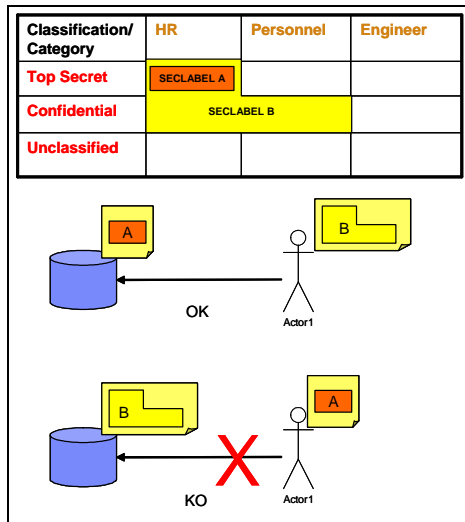 Classification/ HR Personnel Engineer
Category
Top Secret SECLABEL A
Confidential SECLABEL B
Unclassified
A
B
OK
Actor1
B
A
X
KO
Actor1